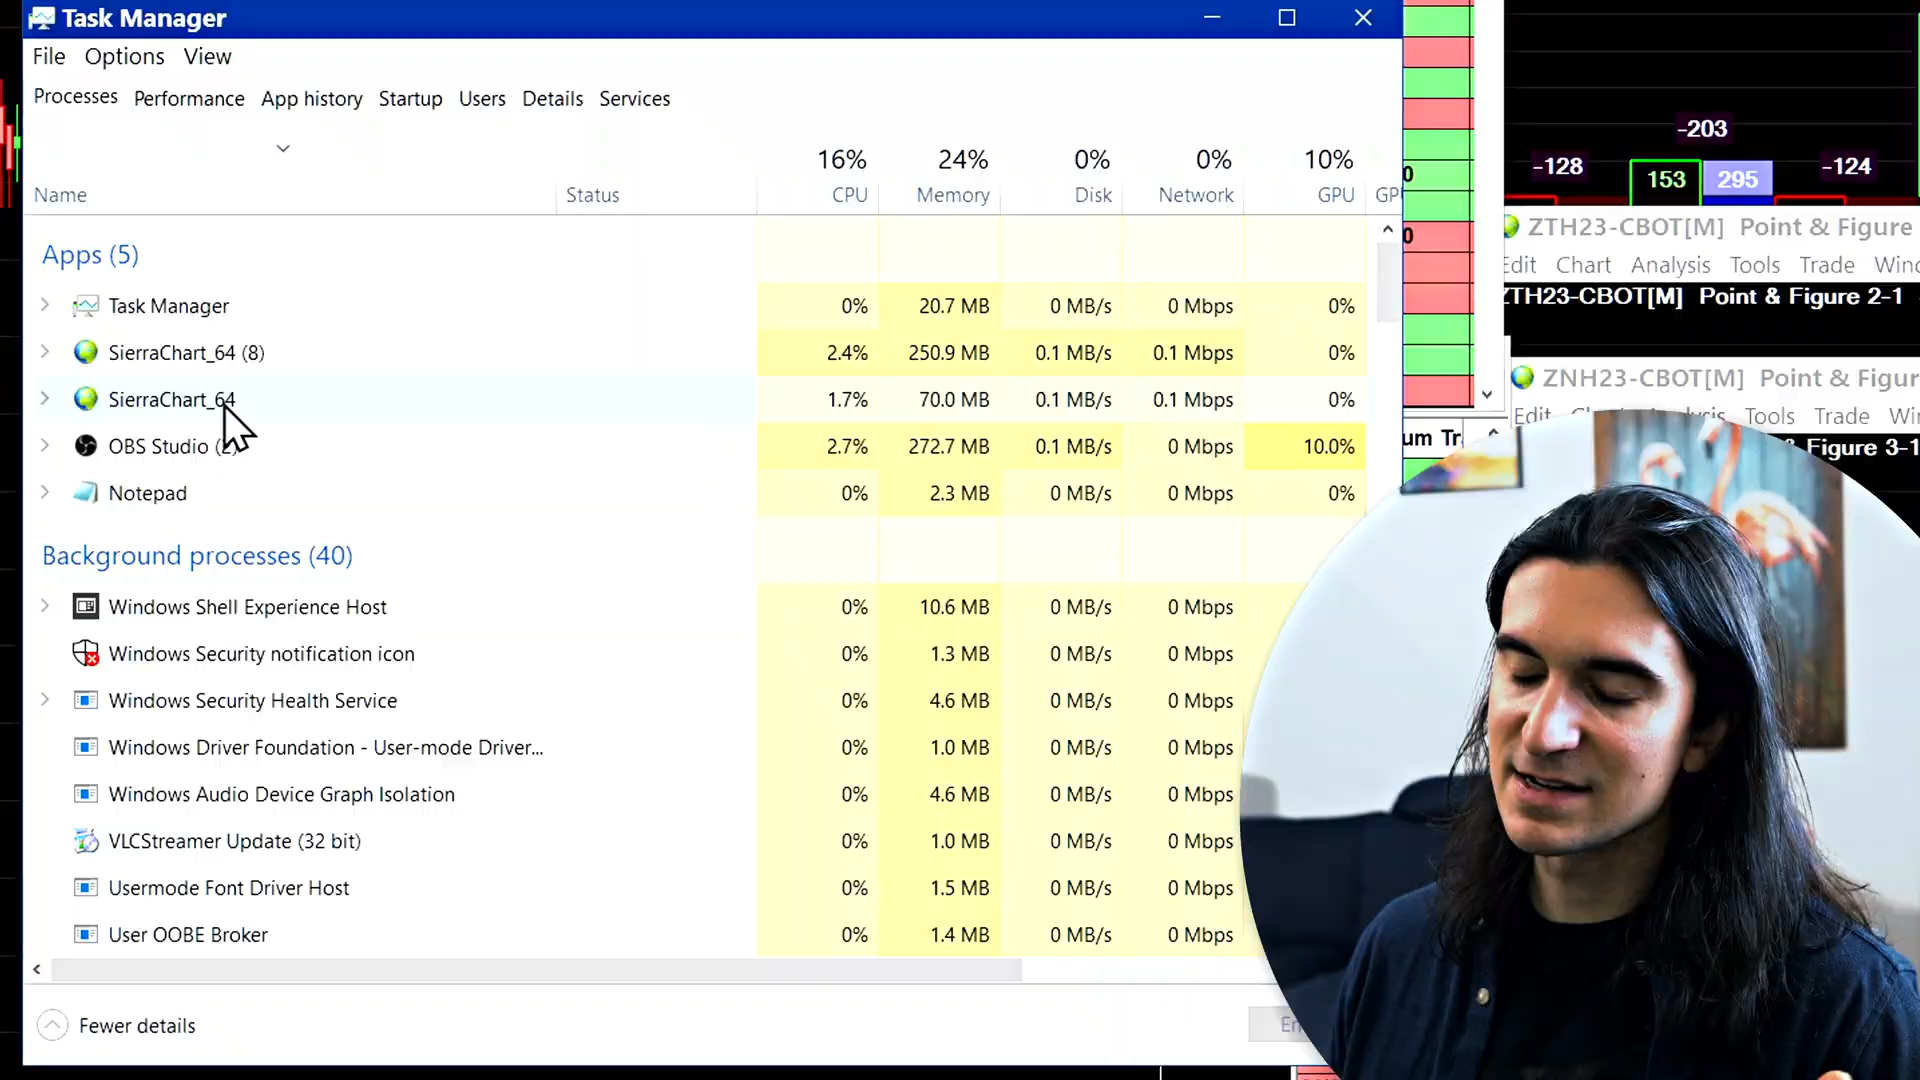 Task Manager
File Options View
Processes Performance App history Startup Users Details Services
16% 24% 0% 0% 10%
Name Status CPU Memory Disk Network GPU
Apps (5)
Task Manager 0% 20.7 MB 0 MB/s 0 Mbps 0%
SierraChart_64 (8) 2.4% 250.9 MB 0.1 MB/s 0.1 Mbps 0%
SierraChart_64 1.7% 70.0 MB 0.1 MB/s 0.1 Mbps 0%
OBS Studio 2.7% 272.7 MB 0.1 MB/s 0 Mbps 10.0%
Notepad 0% 2.3 MB 0 MB/s 0 Mbps 0%
Background processes (40)
Windows Shell Experience Host 0% 10.6 MB 0 MB/s 0 Mbps
Windows Security notification icon 0% 1.3 MB 0 MB/s 0 Mbps
Windows Security Health Service 0% 4.6 MB 0 MB/s 0 Mbps
Windows Driver Foundation - User-mode Driver... 0% 1.0 MB 0 MB/s 0 Mbps
Windows Audio Device Graph Isolation 0% 4.6 MB 0 MB/s 0 Mbps
VLCStreamer Update (32 bit) 0% 1.0 MB 0 MB/s 0 Mbps
Usermode Font Driver Host 0% 1.5 MB 0 MB/s 0 Mbps
User OOBE Broker 0% 1.4 MB 0 MB/s 0 Mbps
Fewer details
0
0
-203
-128 -124
153 295
ZTH23-CBOT[M] Point & Figure
Edit Chart Analysis Tools Trade
ZTH23-CBOT[M] Point & Figure 2-1
ZNH23-CBOT[M] Point & Figur
Edit Tools Trade
Figure 3-1